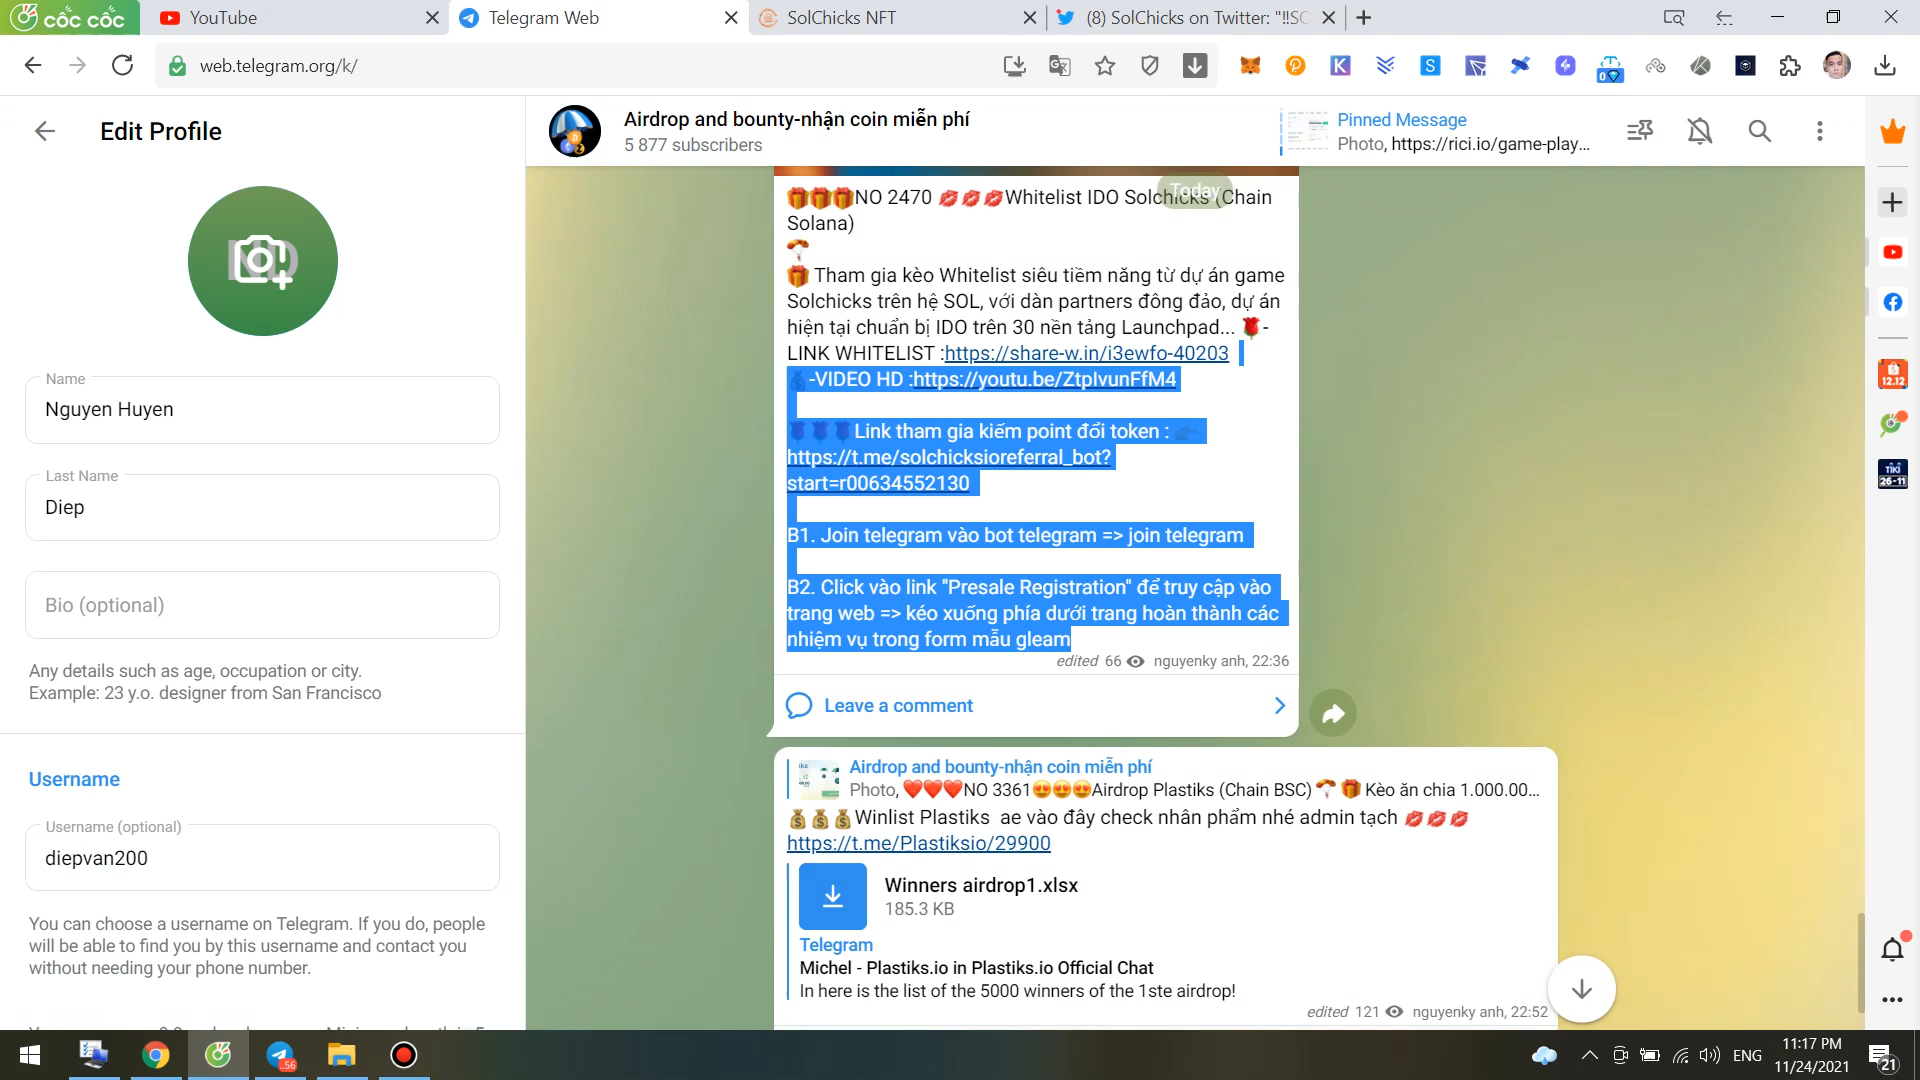 cốc cốc
YouTube
Telegram Web
SolChicks NFT
(8) SolChicks on Twitter: "‼SC
web.telegram.org/k/
Edit Profile
Airdrop and bounty-nhận coin miễn phí
5 877 subscribers
Pinned Message
Photo, https://rici.io/game-play...
Name
Nguyen Huyen
Last Name
Diep
Bio (optional)
Any details such as age, occupation or city.
Example: 23 y.o. designer from San Francisco
Username
Username (optional)
diepvan200
You can choose a username on Telegram. If you do, people
will be able to find you by this username and contact you
without needing your phone number.
Today
🎁🎁🎁NO 2470 💋💋💋Whitelist IDO Solchicks (Chain
Solana)
🪂
🎁 Tham gia kèo Whitelist siêu tiềm năng từ dự án game
Solchicks trên hệ SOL, với dàn partners đông đảo, dự án
hiện tại chuẩn bị IDO trên 30 nền tảng Launchpad... 🌹-
LINK WHITELIST :https://share-w.in/i3ewfo-40203
💰-VIDEO HD :https://youtu.be/ZtpIvunFfM4
🌹🌹🌹Link tham gia kiếm point đổi token : 👉
https://t.me/solchicksioreferral_bot?
start=r00634552130
B1. Join telegram vào bot telegram => join telegram
B2. Click vào link "Presale Registration" để truy cập vào
trang web => kéo xuống phía dưới trang hoàn thành các
nhiệm vụ trong form mẫu gleam
edited 66 nguyenky anh, 22:36
Leave a comment
Airdrop and bounty-nhận coin miễn phí
Photo, ❤❤❤NO 3361😍😍😍Airdrop Plastiks (Chain BSC) 🪂 🎁 Kèo ăn chia 1.000.00...
💰💰💰Winlist Plastiks ae vào đây check nhân phẩm nhé admin tạch 💋💋💋
https://t.me/Plastiksio/29900
Winners airdrop1.xlsx
185.3 KB
Telegram
Michel - Plastiks.io in Plastiks.io Official Chat
In here is the list of the 5000 winners of the 1ste airdrop!
edited 121 nguyenky anh, 22:52
12.12
TIKI
26-11
0
.56
ENG
11:17 PM
11/24/2021
21